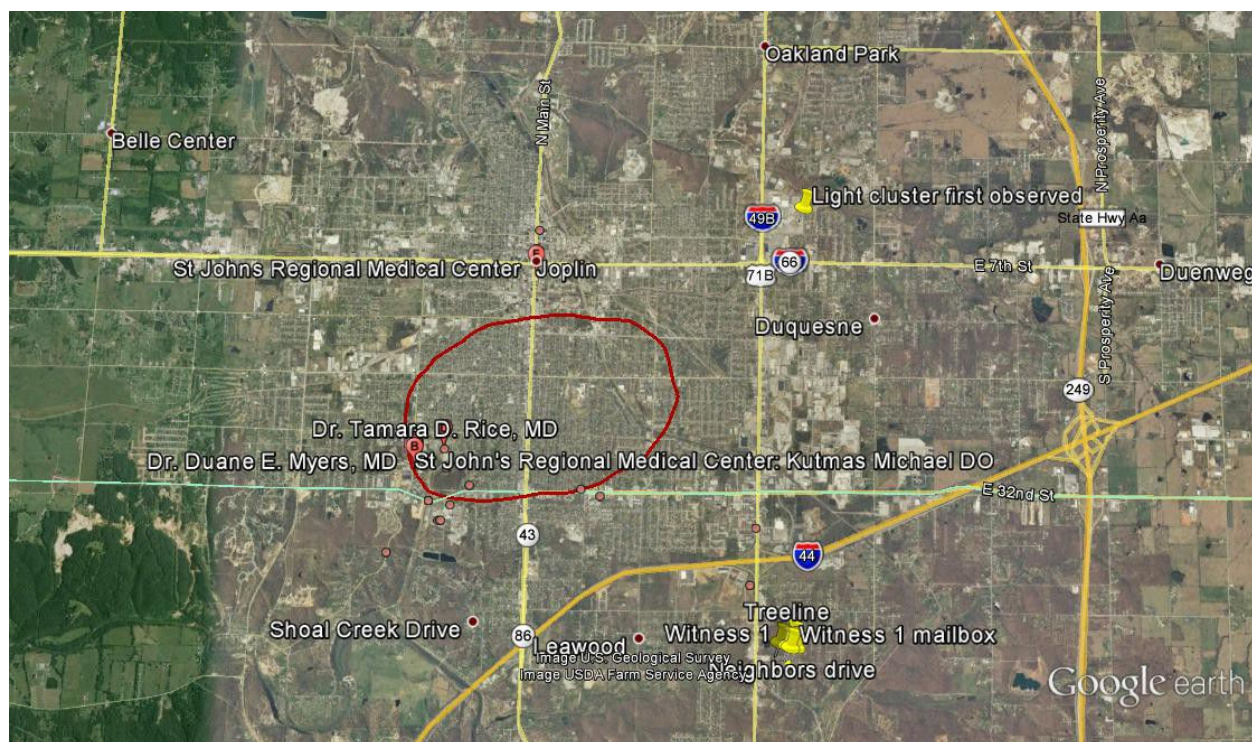 Oakland Park
N Main St
Belle Center
N Prosperity Ave
Light cluster first observed
49B
State Hwy Aa
E
St Johns Regional Medical Center
Joplin
66
71B
E 7th St
Duenweg
Duquesne
S Prosperity Ave
249
Dr. Tamara D. Rice, MD
B
Dr. Duane E. Myers, MD
St John's Regional Medical Center: Kutmas Michael DO
E 32nd St
43
44
Treeline
Shoal Creek Drive
86
Leawood
Witness 1
Witness 1 mailbox
Image U.S. Geological Survey
Image USDA Farm Service Agency
Neighbors drive
Google earth